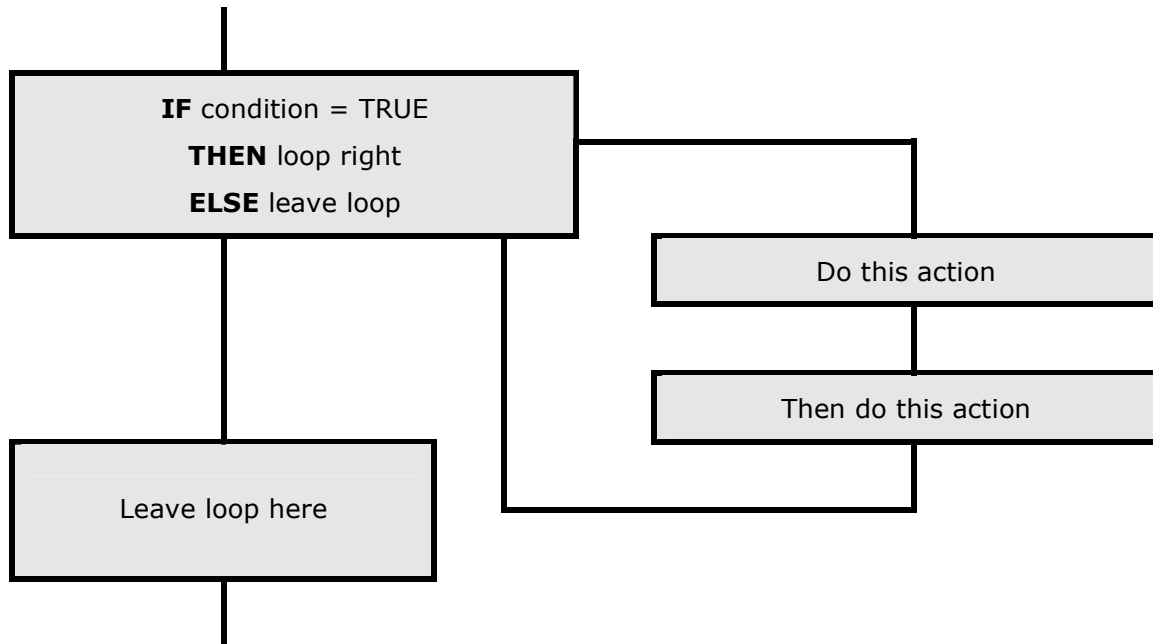 IF condition = TRUE
THEN loop right
ELSE leave loop
Do this action
Then do this action
Leave loop here